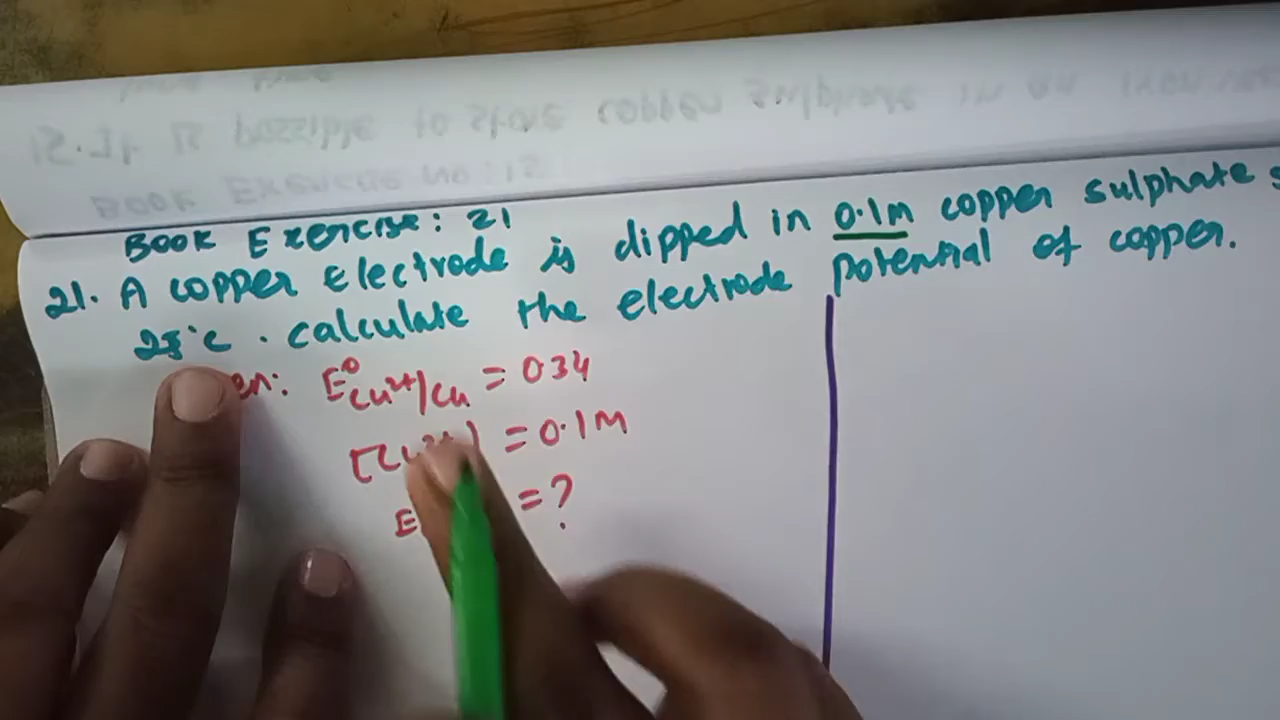 Book Exercise: 21
21. A copper Electrode is dipped in 0.1m copper sulphate
25°c. calculate the electrode potential of copper.
E⁰Cu²⁺/Cu = 0.34
= 0.1M
= ?